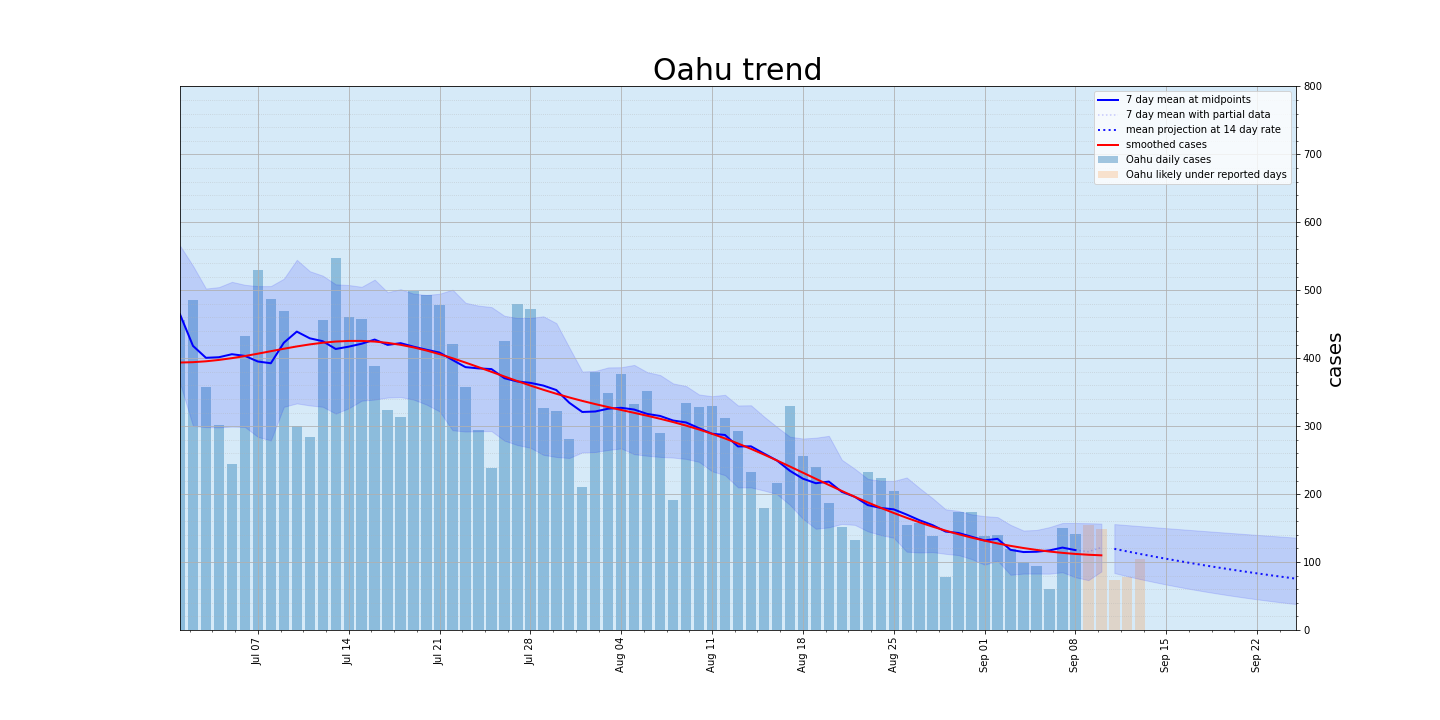 Oahu trend
7 day mean at midpoints
7 day mean with partial data
mean projection at 14 day rate
smoothed cases
Oahu daily cases
Oahu likely under reported days
800
700
600
500
400
300
200
100
0
cases
Jul 07
Jul 14
Jul 21
Jul 28
Aug 04
Aug 11
Aug 18
Aug 25
Sep 01
Sep 08
Sep 15
Sep 22